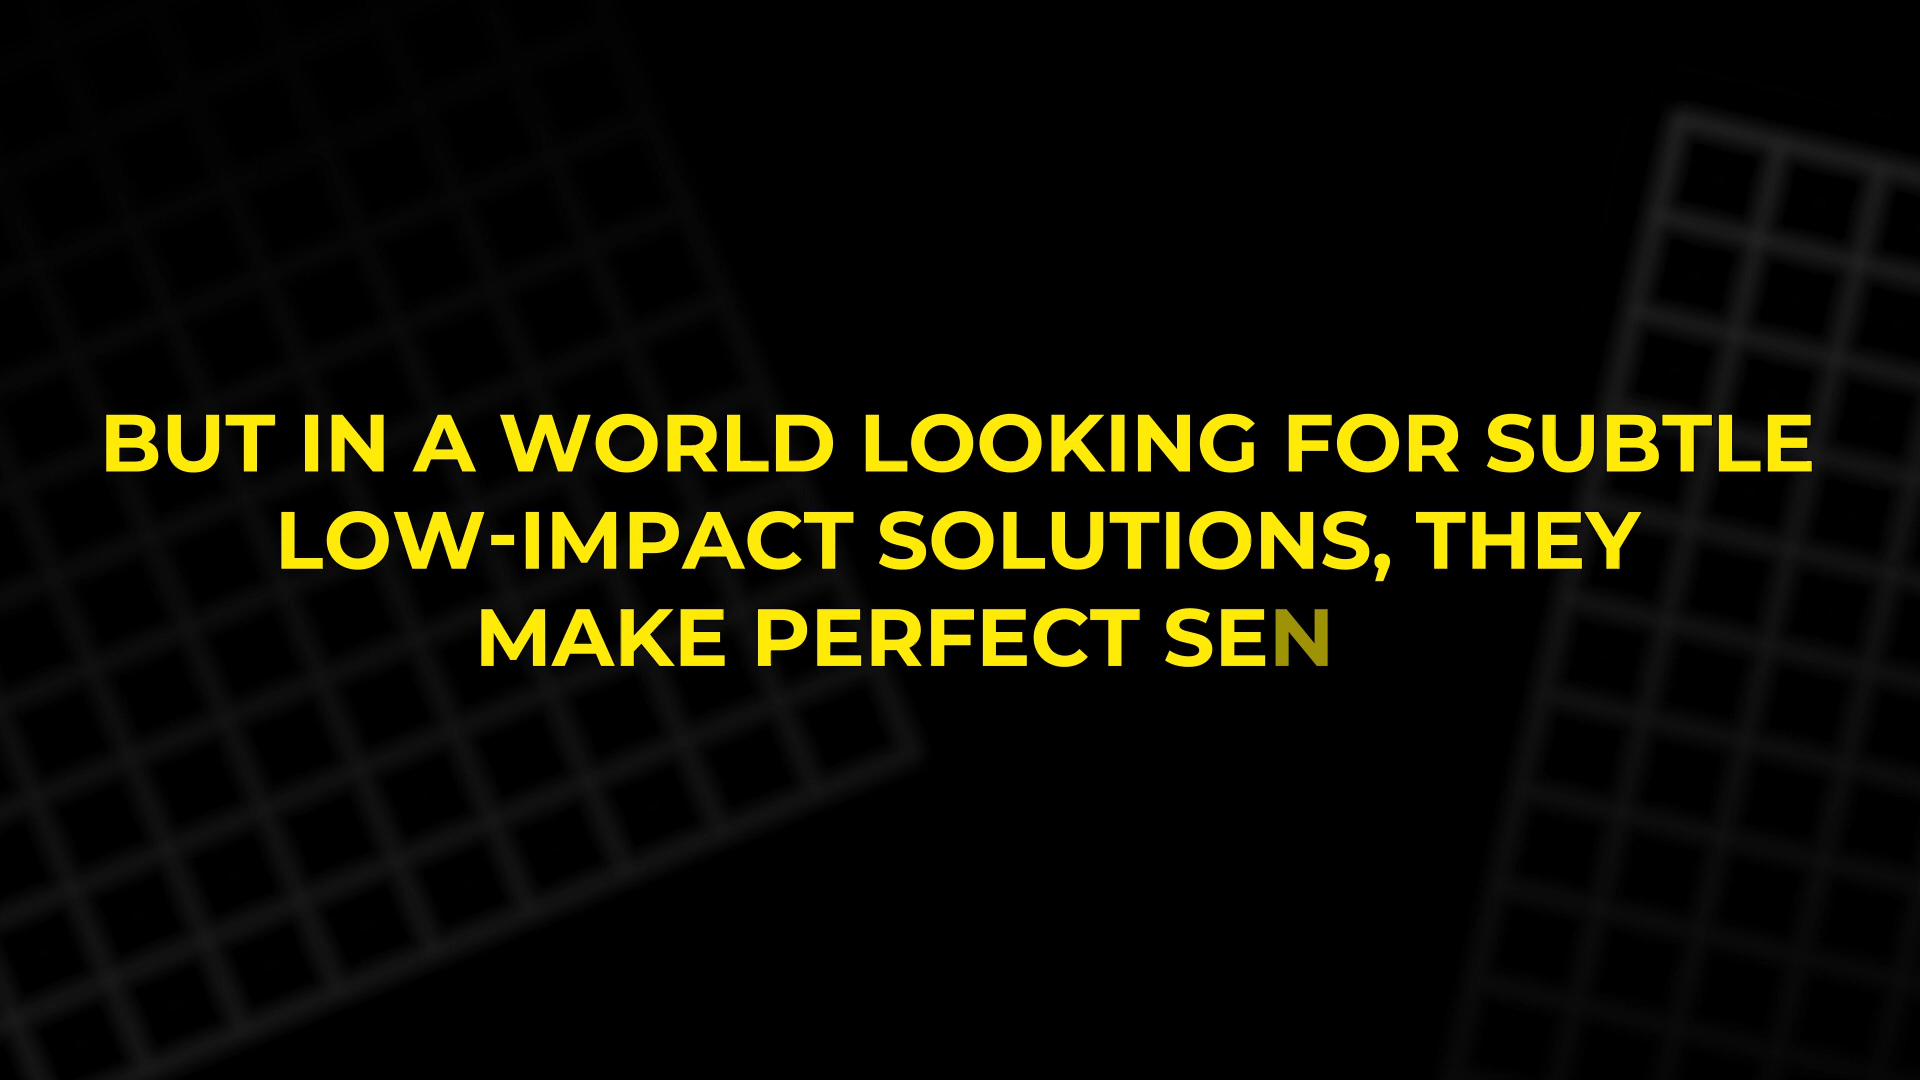 BUT IN A WORLD LOOKING FOR SUBTLE
LOW-IMPACT SOLUTIONS, THEY
MAKE PERFECT SEN